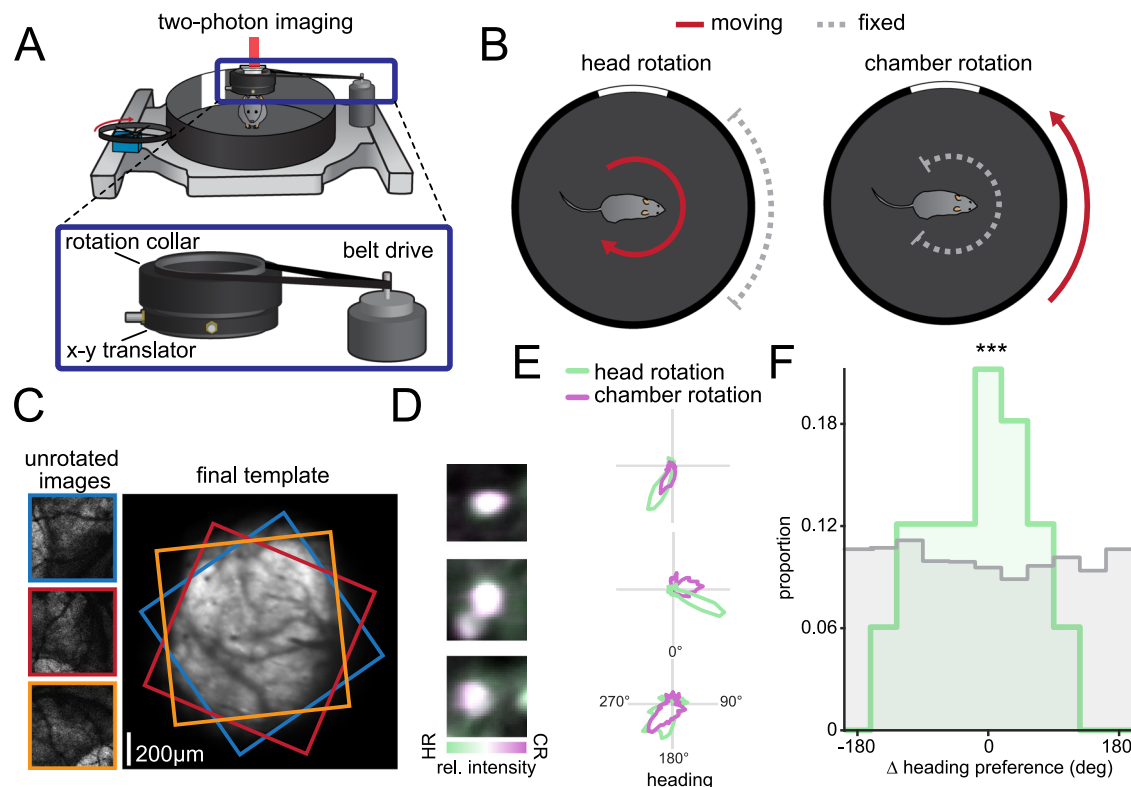 A
two-photon imaging
rotation collar
belt drive
x-y translator
B
moving
fixed
head rotation
chamber rotation
C
unrotated
images
final template
200µm
D
HR
CR
rel. intensity
E
head rotation
chamber rotation
0°
270°
90°
180°
heading
F
***
0.18
0.12
0.06
0
proportion
-180
0
180
Δ heading preference (deg)